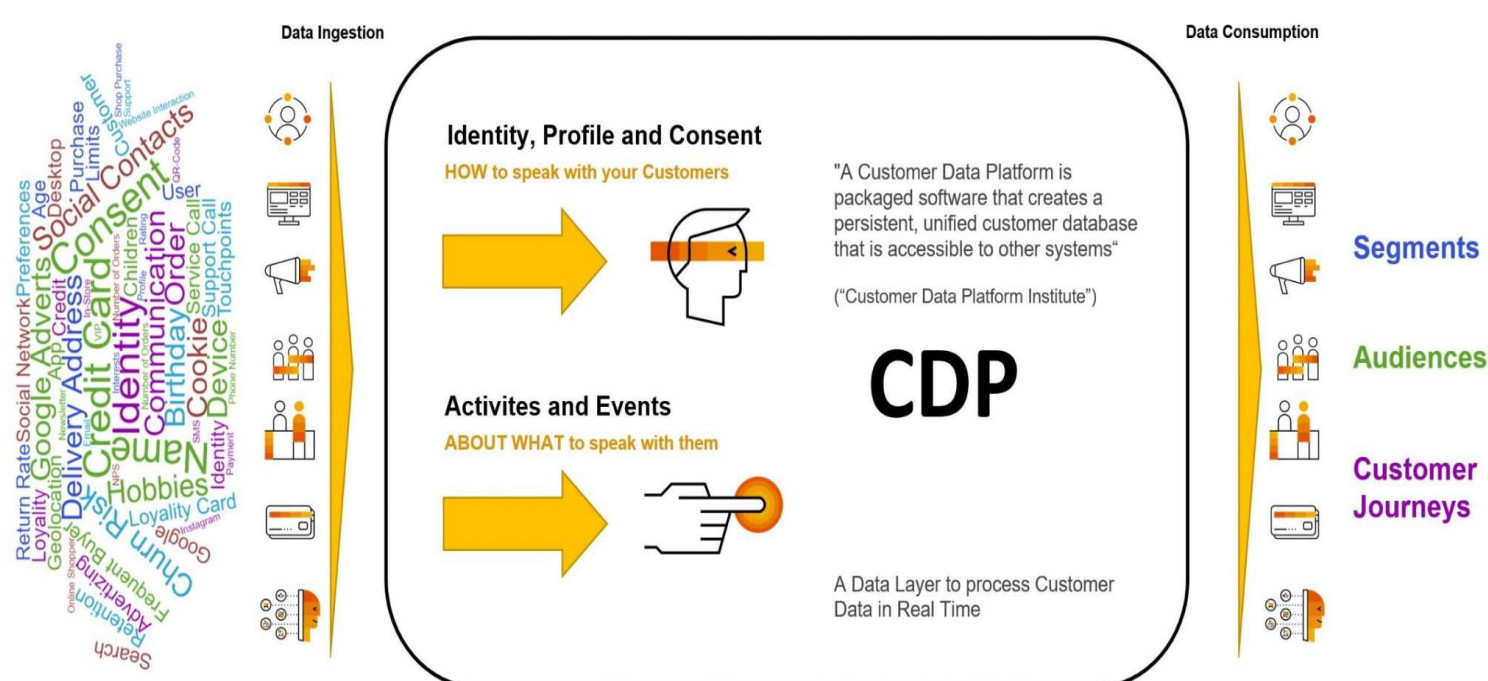 Data Ingestion
Data Consumption
Shop Purchase
Support
Website Interaction
Customer
Purchase
Limits
Social Contacts
QR-Code
Desktop
Age
Preferences
Consent
User
Children
Rating
Number of Orders
Communication
Order
Service Call
Support Call
Touchpoints
Social Network
Google Adverts
App
Credit
In-Store
VIP
Delivery Address
Credit Card
Identity
Profile
Interests
Number of Orders
Birthday
Cookie
Device
Phone Number
Newsletter
Email
Name
SMS
Identity
Payment
NPS
Hobbies
Return Rate
Loyality
Geolocation
Risk
Loyality Card
Instagram
Google
Churn
Frequent Buyer
Online Shopper
Advertizing
Retention
Search
Identity, Profile and Consent
HOW to speak with your Customers
"A Customer Data Platform is
packaged software that creates a
persistent, unified customer database
that is accessible to other systems“
(“Customer Data Platform Institute”)
CDP
Activites and Events
ABOUT WHAT to speak with them
A Data Layer to process Customer
Data in Real Time
Segments
Audiences
Customer
Journeys